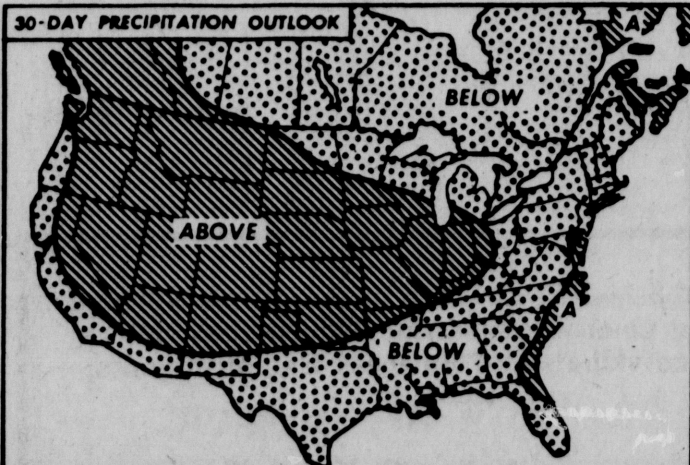 30-DAY PRECIPITATION OUTLOOK
A
BELOW
ABOVE
A
BELOW